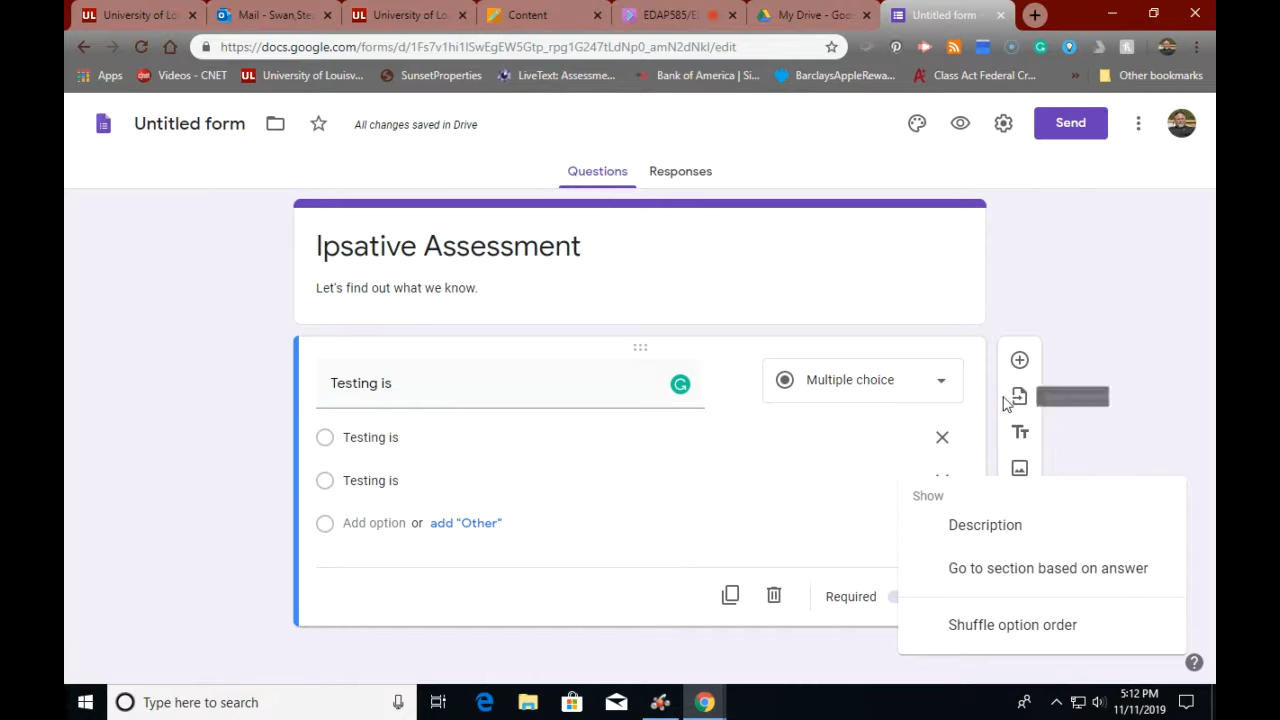 University of Lo
Mail - Swan,Ste
University of Lo
Content
EDAP585/E
My Drive - Goo
Untitled form
https://docs.google.com/forms/d/1Fs7v1hi1lSwEgEW5Gtp_rpg1G247tLdNp0_amN2dNkI/edit
Apps
Videos - CNET
University of Louisv...
SunsetProperties
LiveText: Assessme...
Bank of America | Si...
BarclaysAppleRewa...
Class Act Federal Cr...
»
Other bookmarks
Untitled form
All changes saved in Drive
Send
Questions
Responses
Ipsative Assessment
Let's find out what we know.
Testing is
Multiple choice
Testing is
Tт
Testing is
Show
Description
Add option or add "Other"
Go to section based on answer
Required
Shuffle option order
Type here to search
5:12 PM
11/11/2019